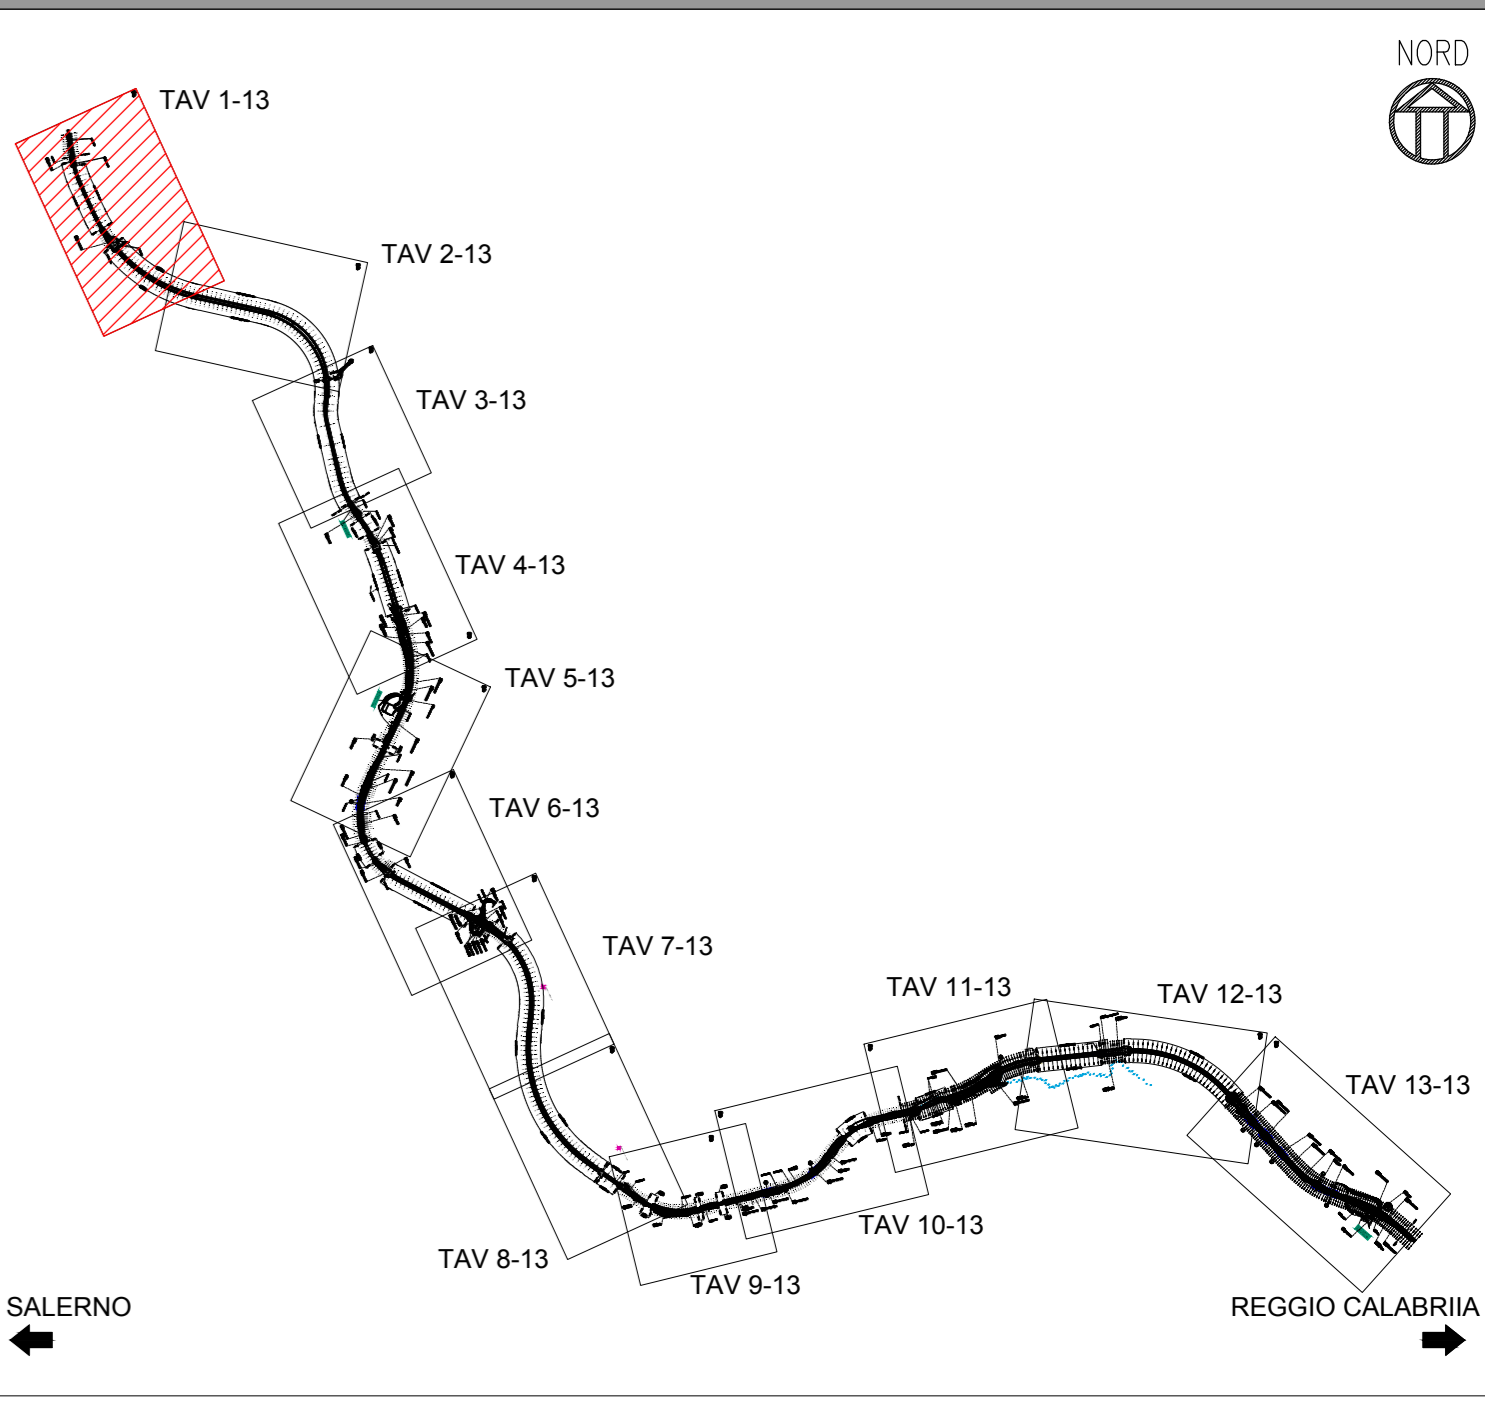 NORD
TAV 1-13
TAV 2-13
TAV 3-13
TAV 4-13
TAV 5-13
TAV 6-13
TAV 7-13
TAV 11-13
TAV 12-13
TAV 13-13
TAV 10-13
TAV 8-13
TAV 9-13
SALERNO
REGGIO CALABRIIA